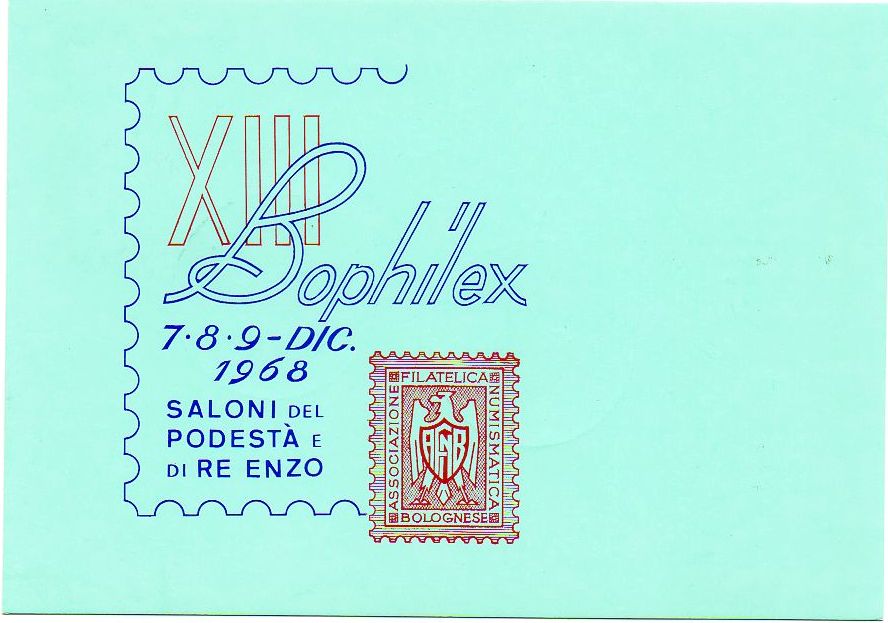 XIII
Bophilex
7·8·9-DIC.
1968
SALONI DEL
PODESTÀ E
DI RE ENZO
ASSOCIAZIONE
FILATELICA
NUMISMATICA
BOLOGNESE
AFNB